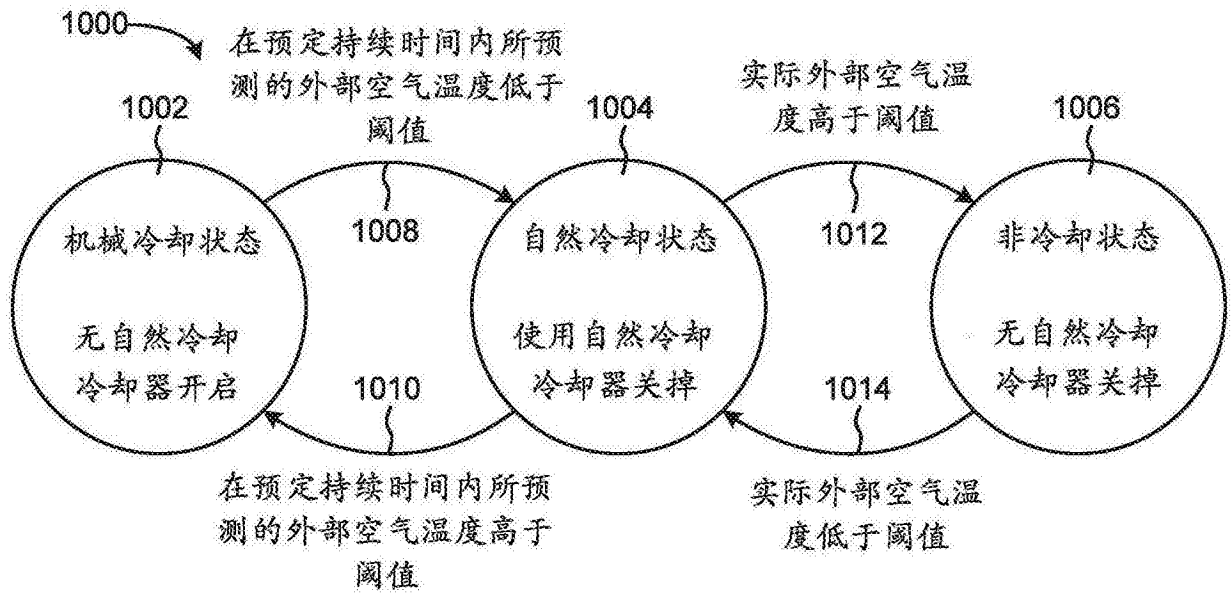 1000
在预定持续时间内所预
测的外部空气温度低于
阈值
实际外部空气温
度高于阈值
1002
1004
1006
1008
1012
机械冷却状态
无自然冷却
冷却器开启
自然冷却状态
使用自然冷却
冷却器关掉
非冷却状态
无自然冷却
冷却器关掉
1010
1014
在预定持续时间内所预
测的外部空气温度高于
阈值
实际外部空气温
度低于阈值